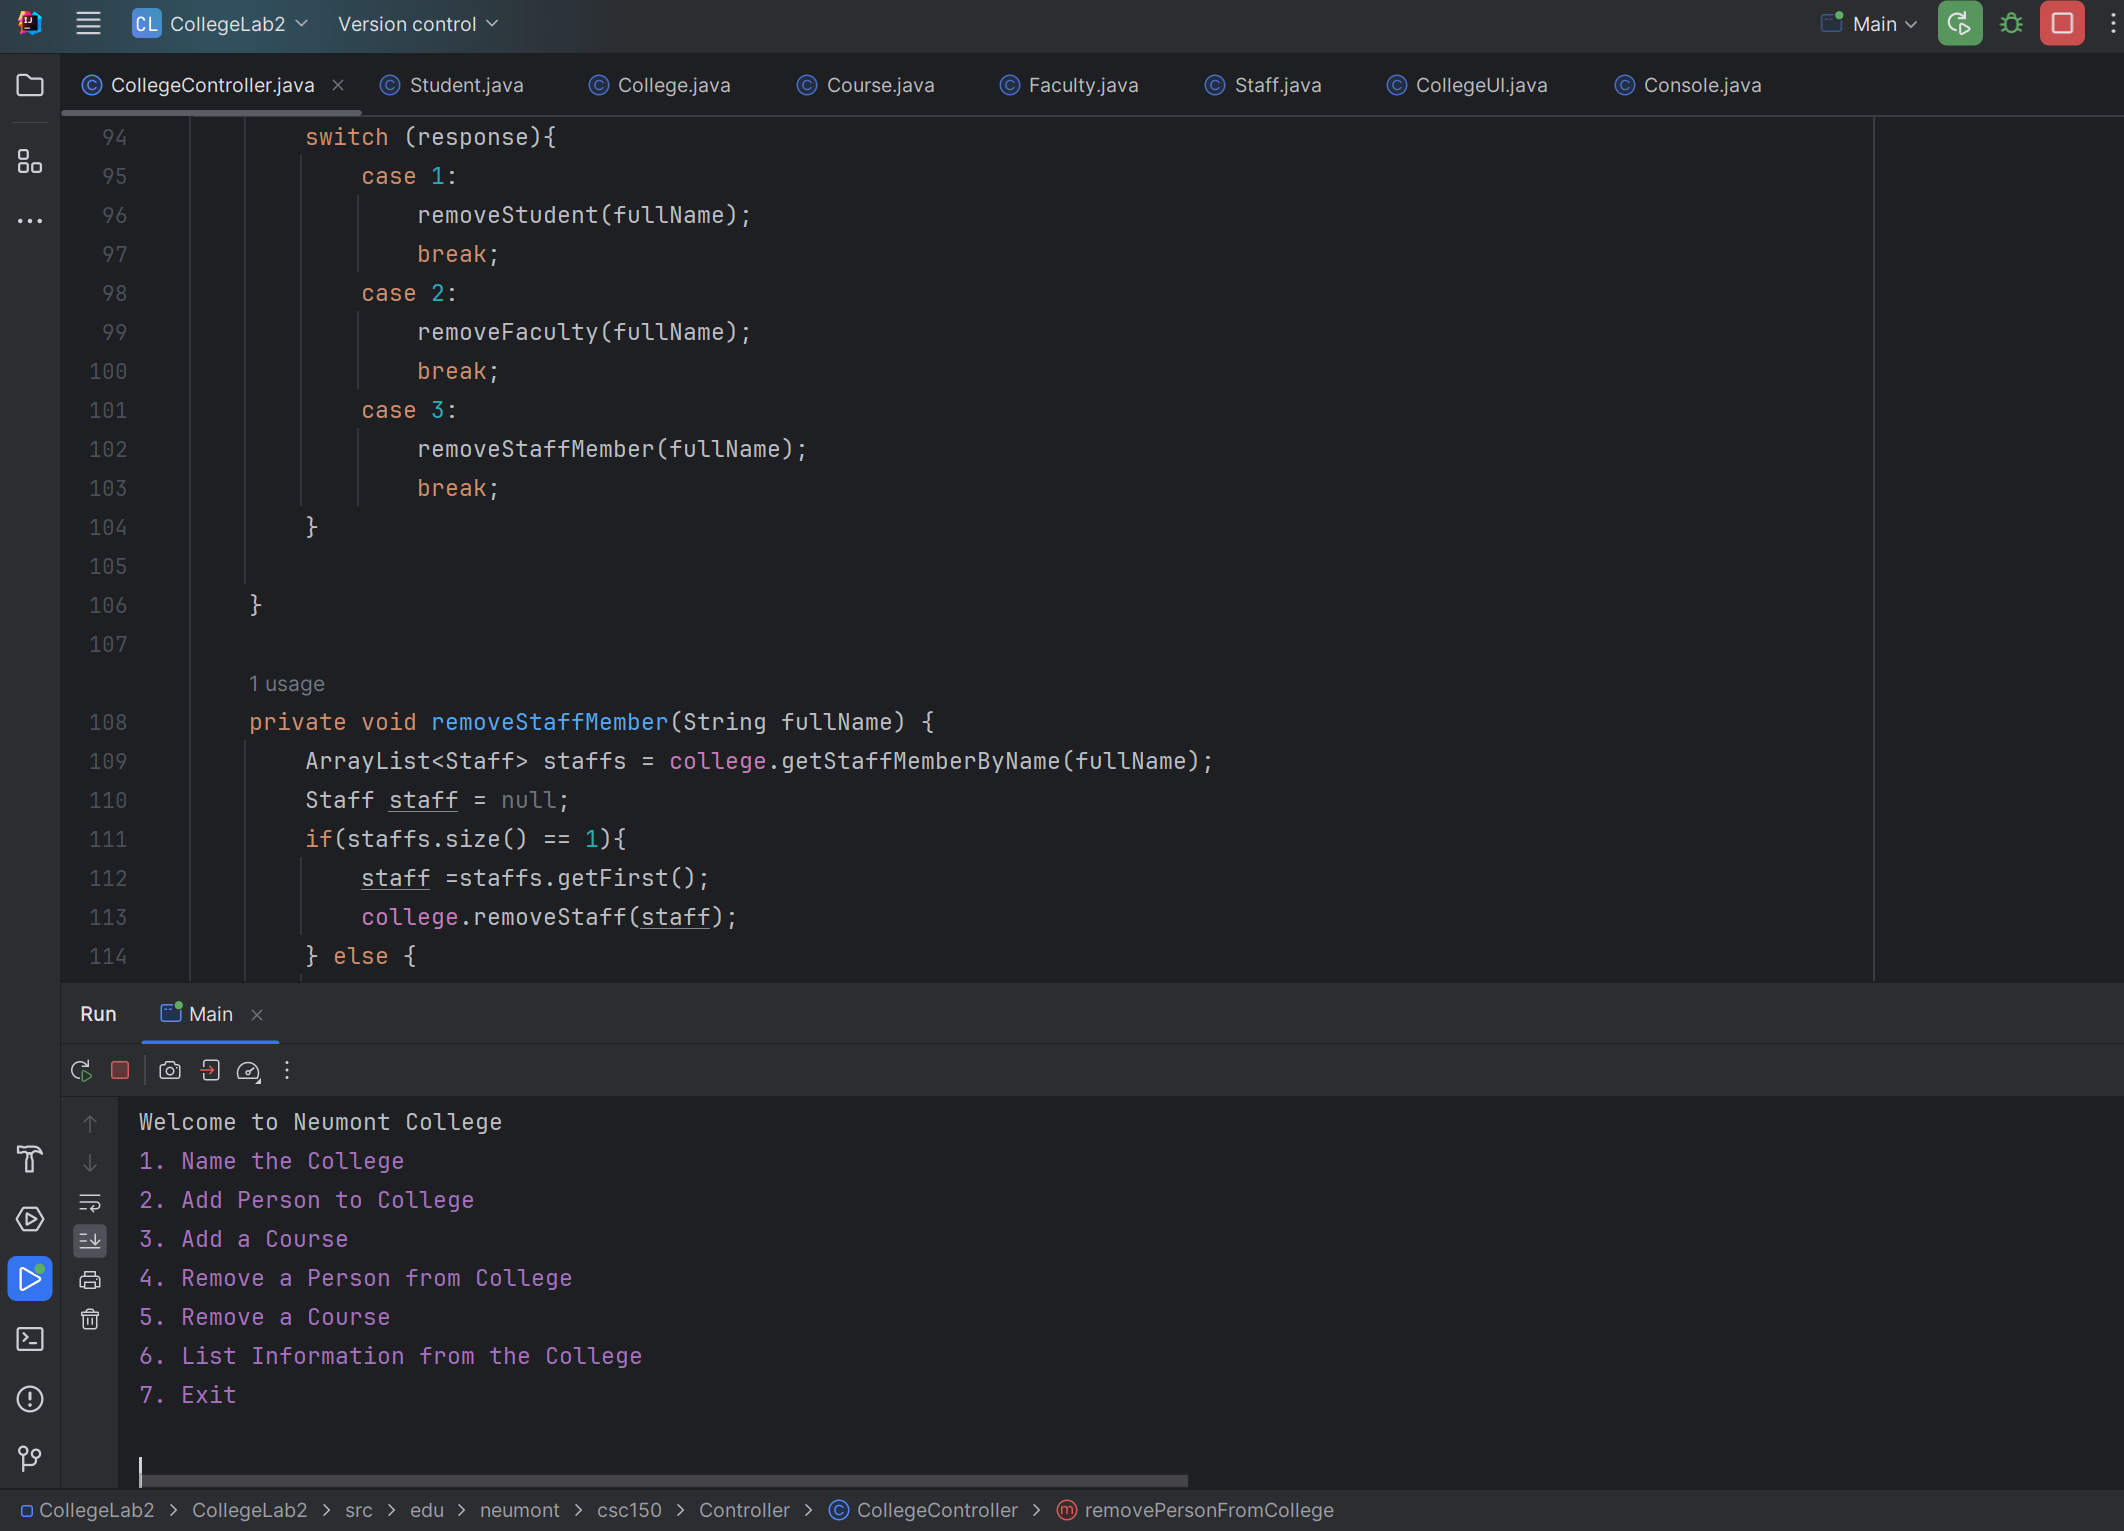 CL CollegeLab2 Version control Main
CollegeController.java Student.java College.java Course.java Faculty.java Staff.java CollegeUI.java Console.java
94 switch (response){
95 case 1:
96 removeStudent(fullName);
97 break;
98 case 2:
99 removeFaculty(fullName);
100 break;
101 case 3:
102 removeStaffMember(fullName);
103 break;
104 }
105
106 }
107
1 usage
108 private void removeStaffMember(String fullName) {
109 ArrayList<Staff> staffs = college.getStaffMemberByName(fullName);
110 Staff staff = null;
111 if(staffs.size() == 1){
112 staff =staffs.getFirst();
113 college.removeStaff(staff);
114 } else {
Run Main
Welcome to Neumont College
1. Name the College
2. Add Person to College
3. Add a Course
4. Remove a Person from College
5. Remove a Course
6. List Information from the College
7. Exit
CollegeLab2 > CollegeLab2 > src > edu > neumont > csc150 > Controller > CollegeController > removePersonFromCollege